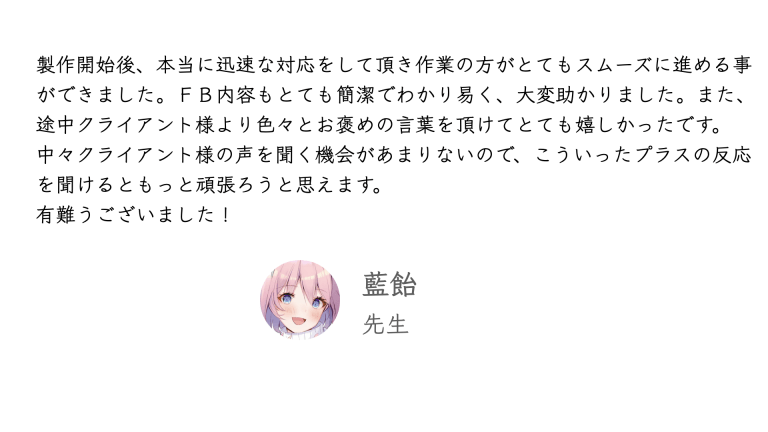 製作開始後、本当に迅速な対応をして頂き作業の方がとてもスムーズに進める事
ができました。ＦＢ内容もとても簡潔でわかり易く、大変助かりました。また、
途中クライアント様より色々とお褒めの言葉を頂けてとても嬉しかったです。
中々クライアント様の声を聞く機会があまりないので、こういったプラスの反応
を聞けるともっと頑張ろうと思えます。
有難うございました！
藍飴
先生